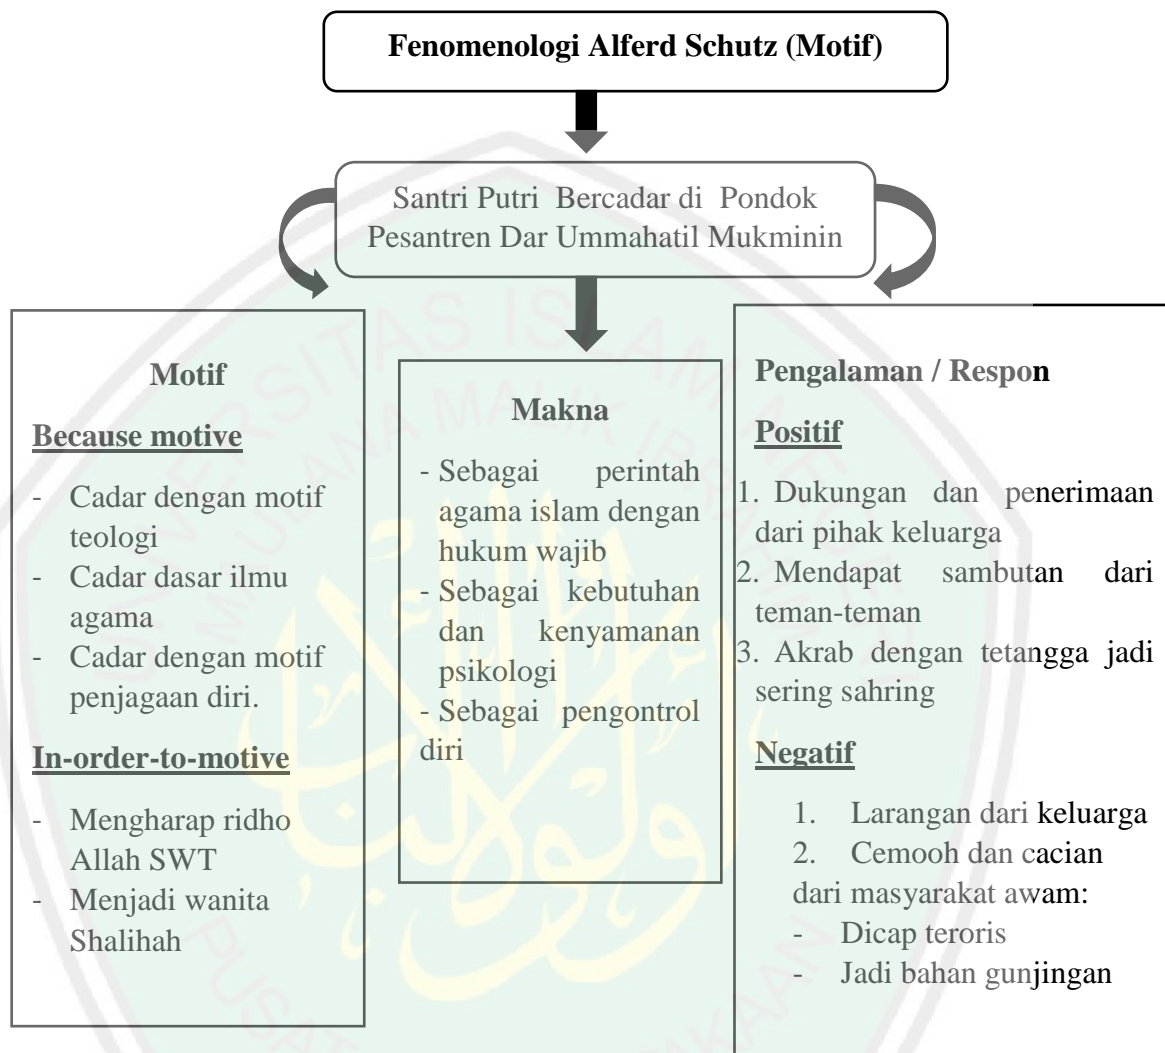 Fenomenologi Alferd Schutz (Motif)
Santri Putri Bercadar di Pondok
Pesantren Dar Ummahatil Mukminin
Motif
Because motive
- Cadar dengan motif
teologi
- Cadar dasar ilmu
agama
- Cadar dengan motif
penjagaan diri.
In-order-to-motive
- Mengharap ridho
Allah SWT
- Menjadi wanita
Shalihah
Makna
- Sebagai perintah
agama islam dengan
hukum wajib
- Sebagai kebutuhan
dan kenyamanan
psikologi
- Sebagai pengontrol
diri
Pengalaman / Respon
Positif
1. Dukungan dan penerimaan
dari pihak keluarga
2. Mendapat sambutan dari
teman-teman
3. Akrab dengan tetangga jadi
sering sahring
Negatif
1. Larangan dari keluarga
2. Cemooh dan cacian
dari masyarakat awam:
- Dicap teroris
- Jadi bahan gunjingan